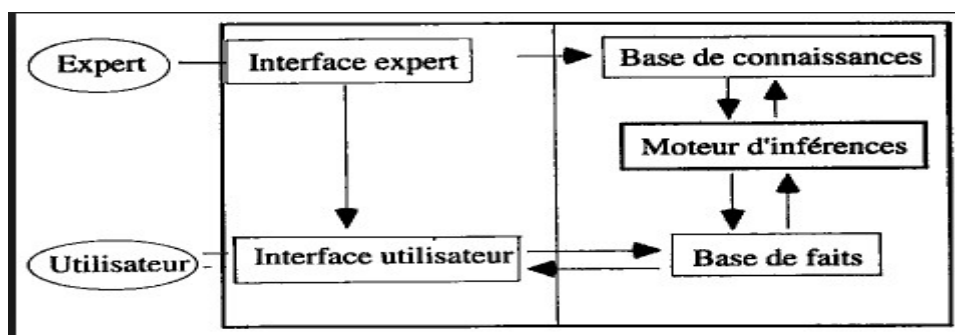 Expert
Interface expert
Base de connaissances
Moteur d'inférences
Utilisateur
Interface utilisateur
Base de faits